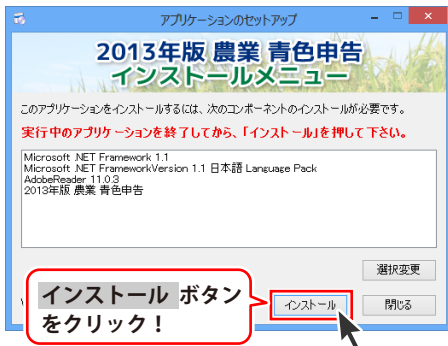 アプリケーションのセットアップ
2013年版 農業 青色申告
インストールメニュー
このアプリケーションをインストールするには、次のコンポーネントのインストールが必要です。
実行中のアプリケーションを終了してから、「インストール」を押して下さい。
Microsoft .NET Framework 1.1
Microsoft .NET FrameworkVersion 1.1 日本語 Language Pack
AdobeReader 11.0.3
2013年版 農業 青色申告
選択変更
インストール ボタン
をクリック！
インストール
閉じる